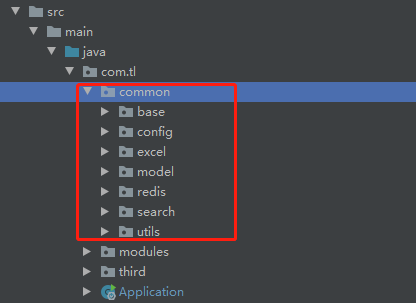 src
main
java
com.tl
common
base
config
excel
model
redis
search
utils
modules
third
Application